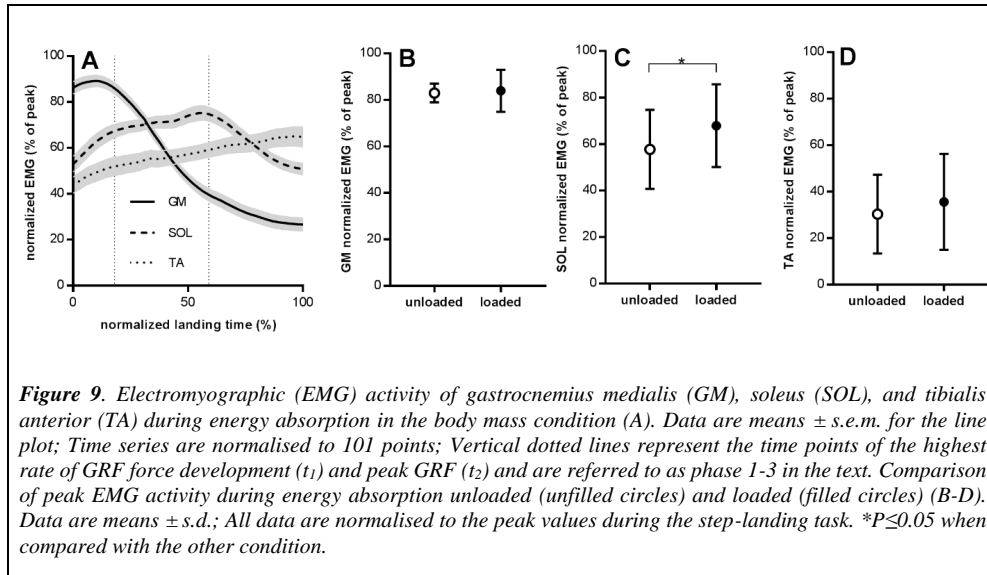 A
normalized EMG (% of peak)
100
80
60
40
20
0
GM
SOL
TA
0
50
100
normalized landing time (%)
B
GM normalized EMG (% of peak)
100
80
60
40
20
0
unloaded
loaded
C
SOL normalized EMG (% of peak)
100
80
60
40
20
0
*
unloaded
loaded
D
TA normalized EMG (% of peak)
100
80
60
40
20
0
unloaded
loaded
Figure 9. Electromyographic (EMG) activity of gastrocnemius medialis (GM), soleus (SOL), and tibialis
anterior (TA) during energy absorption in the body mass condition (A). Data are means ± s.e.m. for the line
plot; Time series are normalised to 101 points; Vertical dotted lines represent the time points of the highest
rate of GRF force development (t₁) and peak GRF (t₂) and are referred to as phase 1-3 in the text. Comparison
of peak EMG activity during energy absorption unloaded (unfilled circles) and loaded (filled circles) (B-D).
Data are means ± s.d.; All data are normalised to the peak values during the step-landing task. *P≤0.05 when
compared with the other condition.